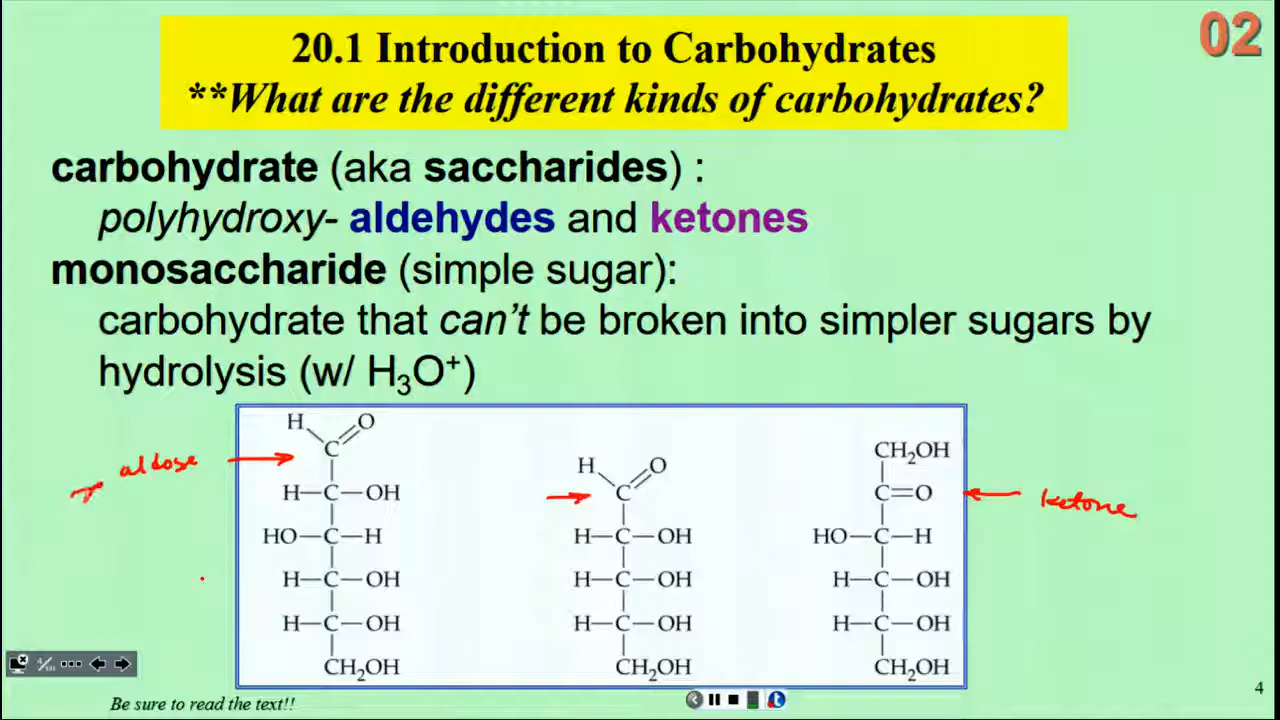 02
20.1 Introduction to Carbohydrates
**What are the different kinds of carbohydrates?
carbohydrate (aka saccharides) :
polyhydroxy- aldehydes and ketones
monosaccharide (simple sugar):
carbohydrate that can't be broken into simpler sugars by
hydrolysis (w/ H₃O⁺)
aldose
H O
C
H—C—OH
HO—C—H
H—C—OH
H—C—OH
CH₂OH
H O
C
H—C—OH
H—C—OH
H—C—OH
CH₂OH
CH₂OH
C=O
HO—C—H
H—C—OH
H—C—OH
CH₂OH
ketone
Be sure to read the text!!
4